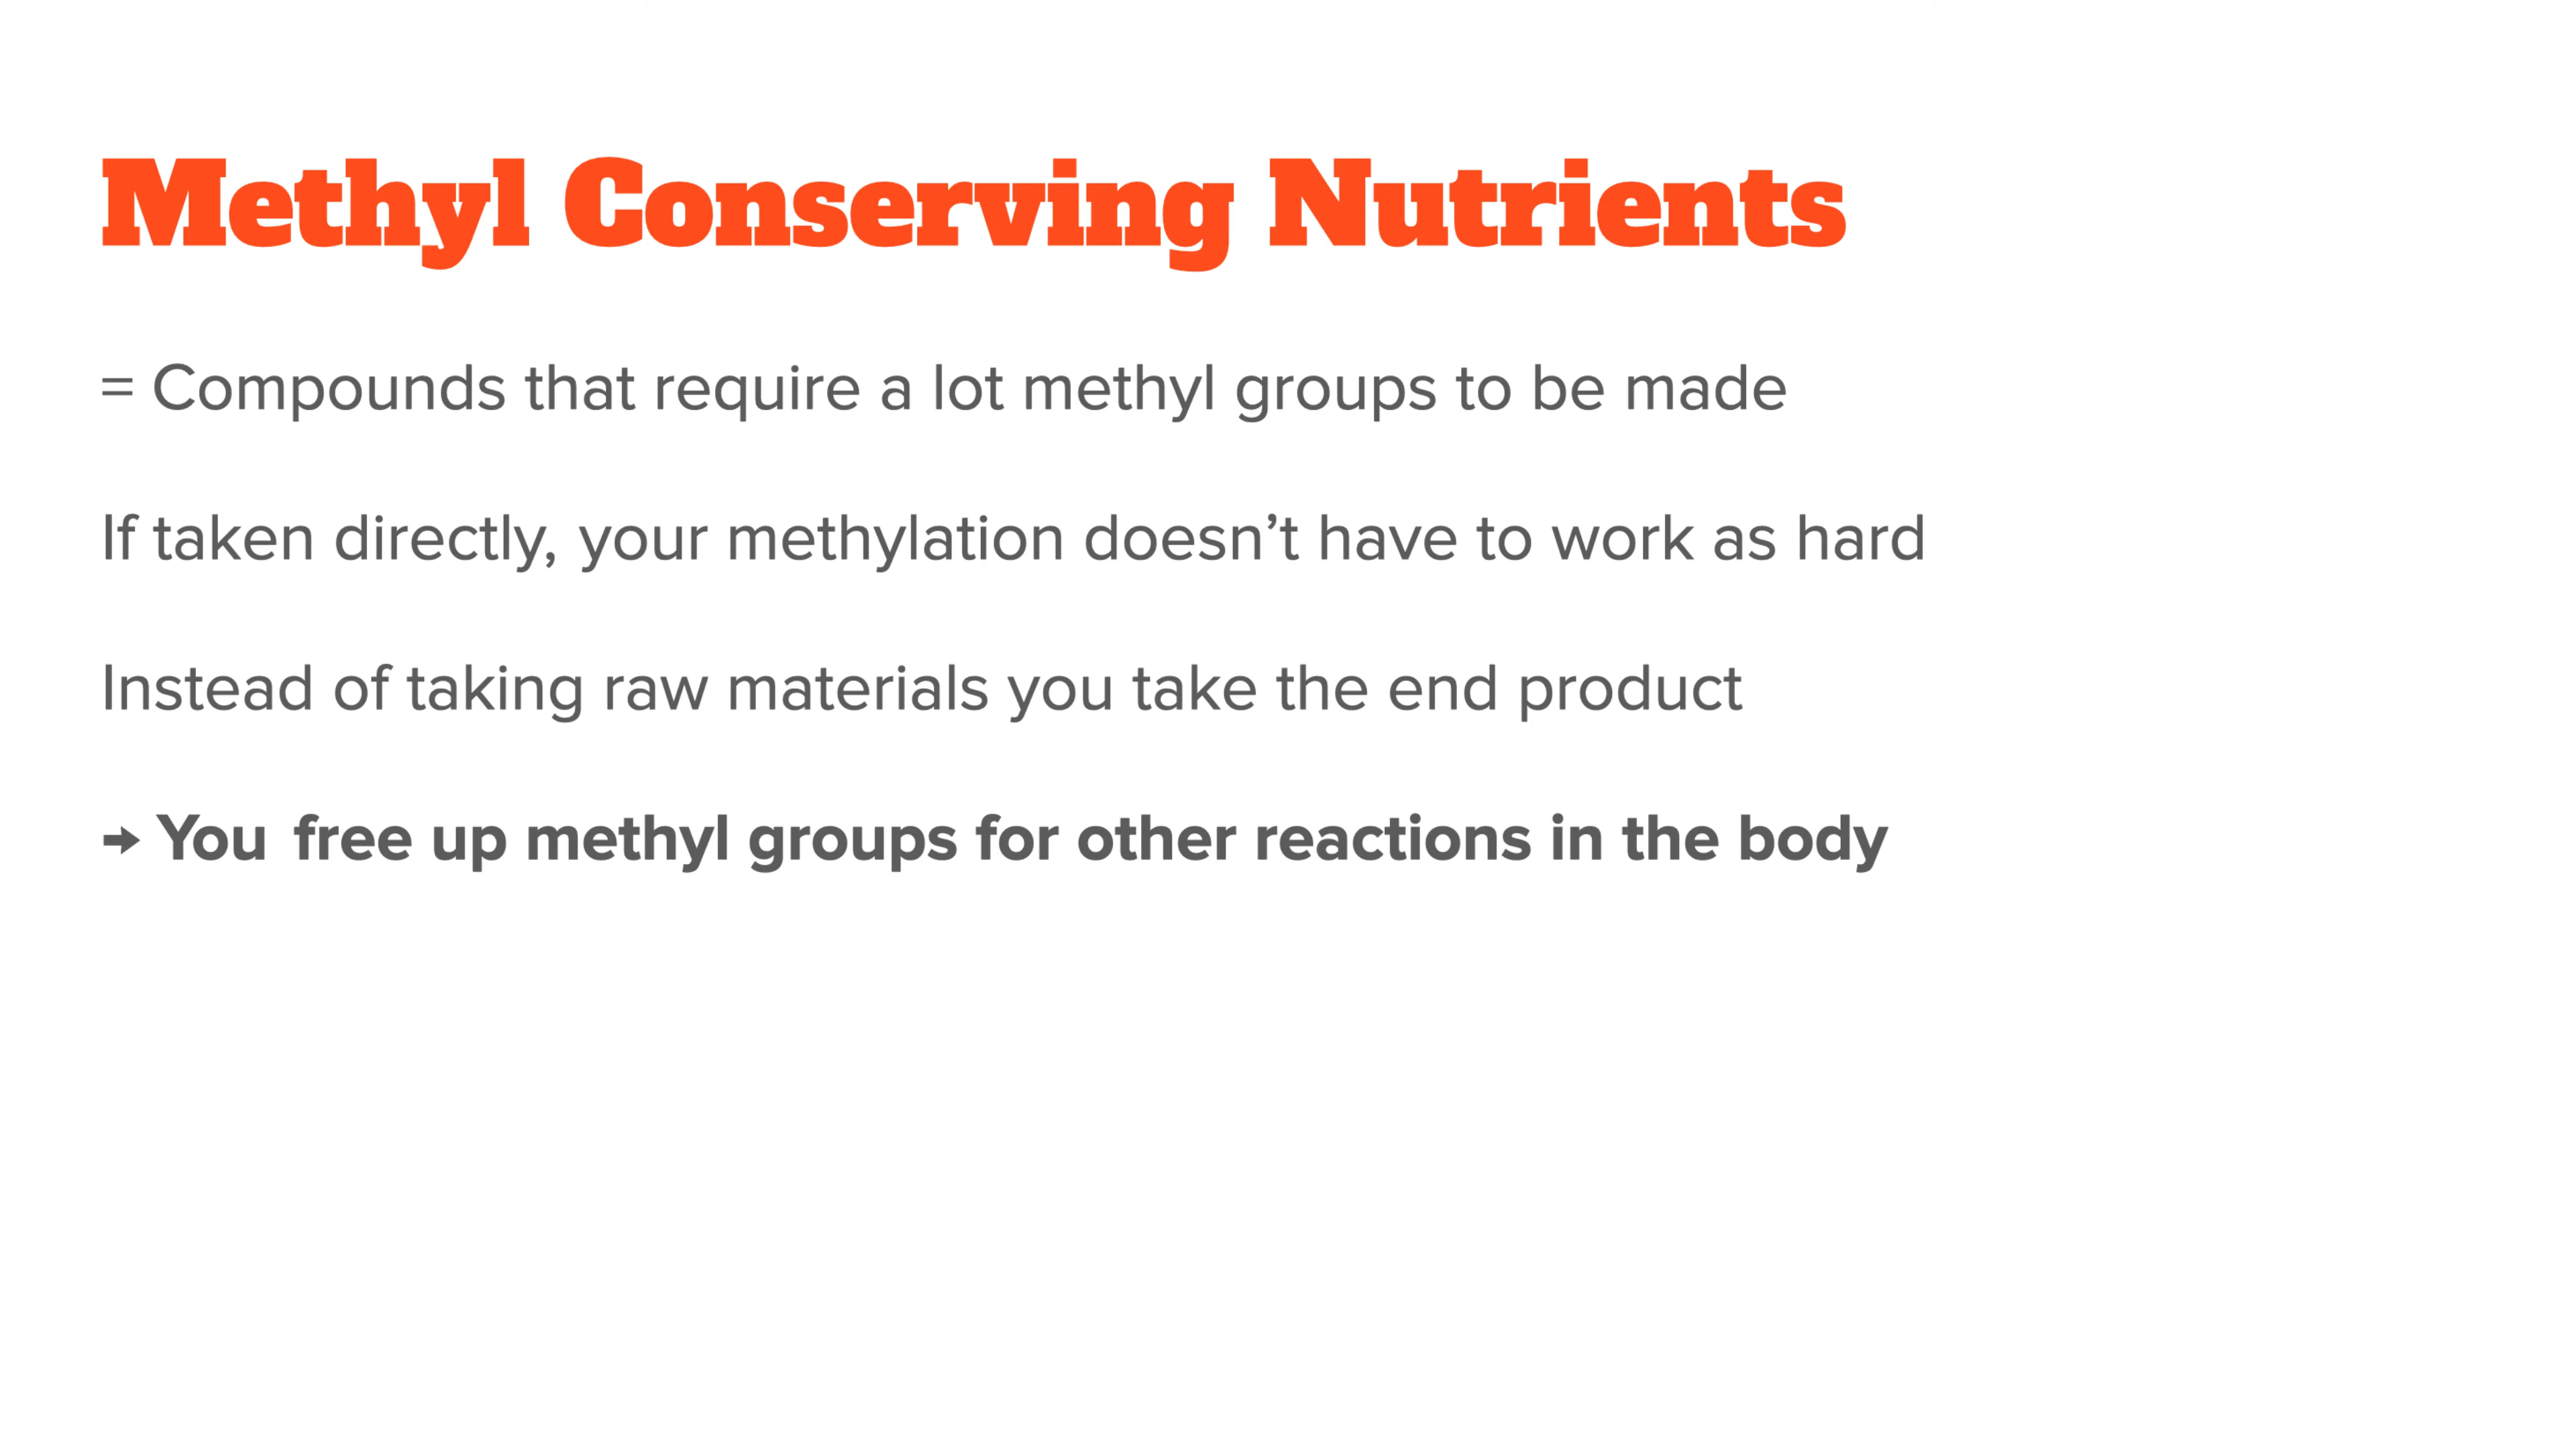 Methyl Conserving Nutrients
= Compounds that require a lot methyl groups to be made
If taken directly, your methylation doesn’t have to work as hard
Instead of taking raw materials you take the end product
➜ You free up methyl groups for other reactions in the body